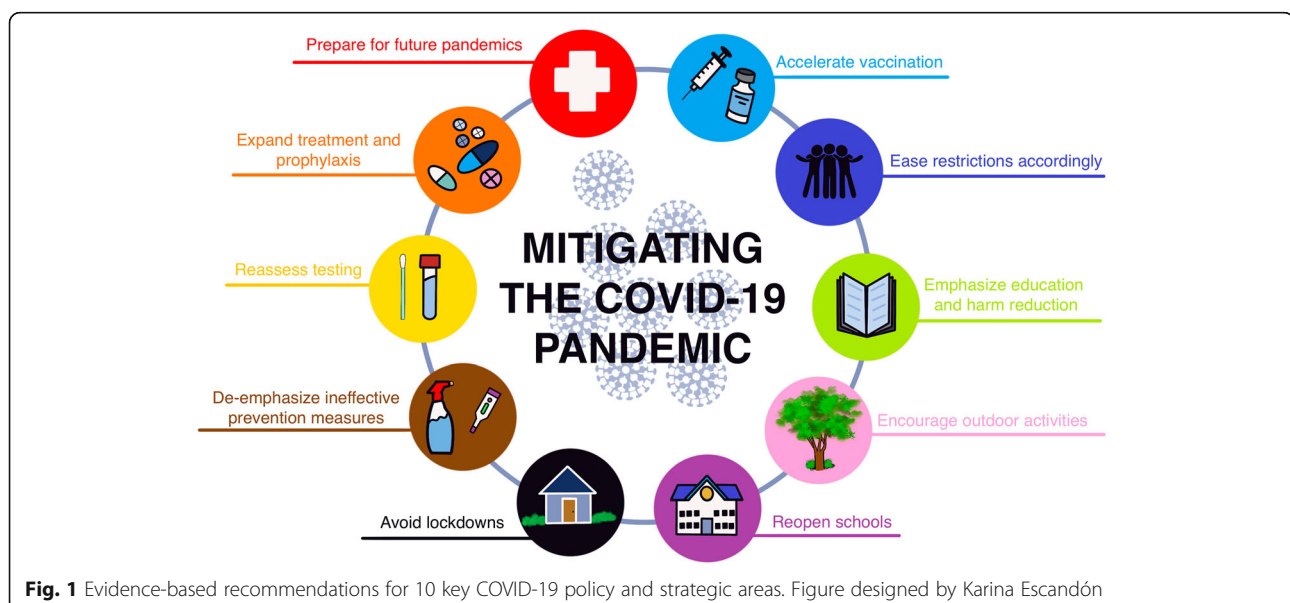 Prepare for future pandemics
Accelerate vaccination
Expand treatment and
prophylaxis
Ease restrictions accordingly
MITIGATING
THE COVID-19
PANDEMIC
Reassess testing
Emphasize education
and harm reduction
De-emphasize ineffective
prevention measures
Encourage outdoor activities
Avoid lockdowns
Reopen schools
Fig. 1 Evidence-based recommendations for 10 key COVID-19 policy and strategic areas. Figure designed by Karina Escandón